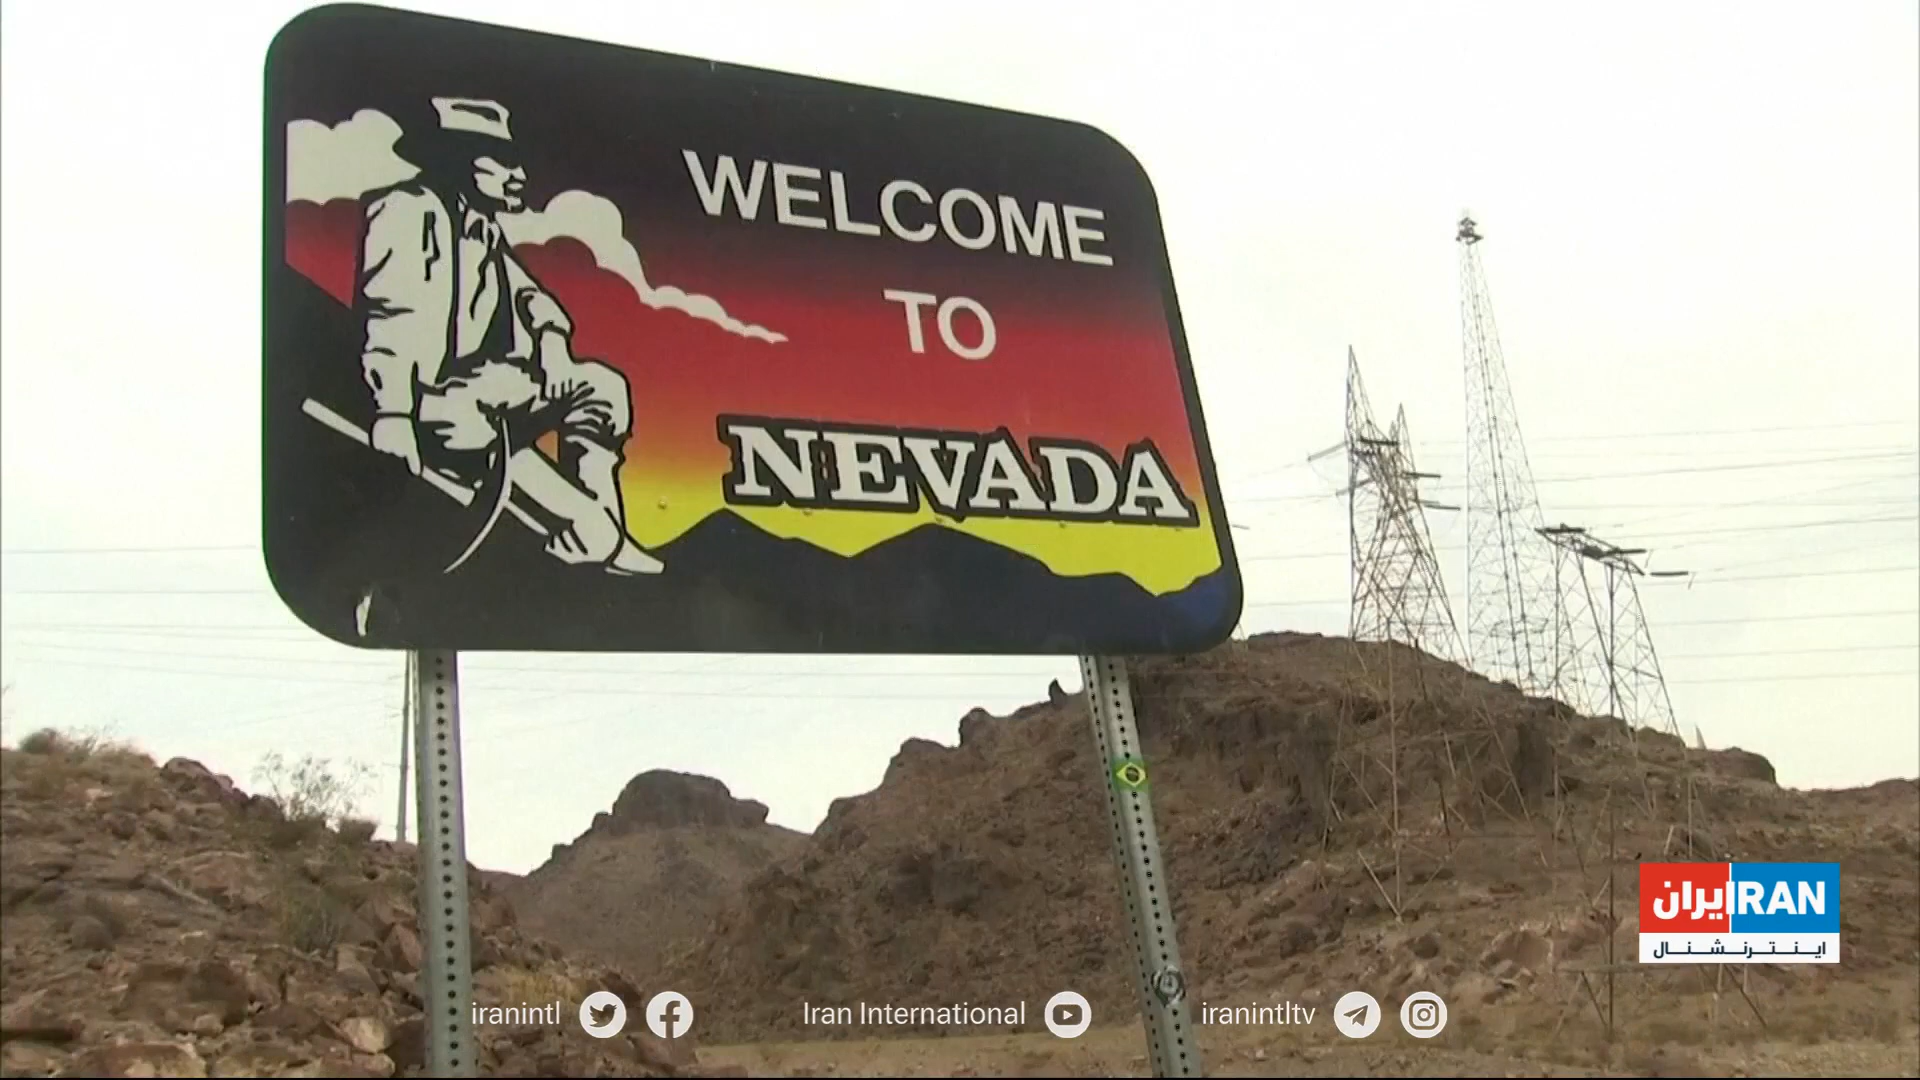 WELCOME
TO
NEVADA
ایران IRAN
اینترنشنال
iranintl
Iran International
iranintltv